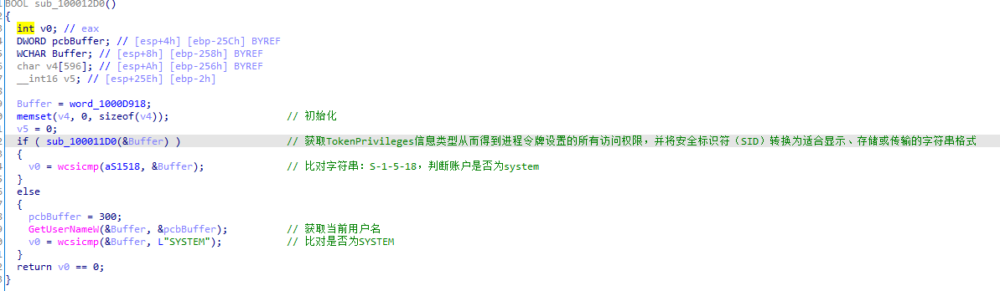 BOOL sub_100012D0()
{
int v0; // eax
DWORD pcbBuffer; // [esp+4h] [ebp-25Ch] BYREF
WCHAR Buffer; // [esp+8h] [ebp-258h] BYREF
char v4[596]; // [esp+Ah] [ebp-256h] BYREF
__int16 v5; // [esp+25Eh] [ebp-2h]
Buffer = word_1000D918;
memset(v4, 0, sizeof(v4)); // 初始化
v5 = 0;
if ( sub_100011D0(&Buffer) ) // 获取TokenPrivileges信息类型从而得到进程令牌设置的所有访问权限，并将安全标识符（SID）转换为适合显示、存储或传输的字符串格式
{
v0 = wcsicmp(aS1518, &Buffer); // 比对字符串：S-1-5-18，判断账户是否为system
}
else
{
pcbBuffer = 300;
GetUserNameW(&Buffer, &pcbBuffer); // 获取当前用户名
v0 = wcsicmp(&Buffer, L"SYSTEM"); // 比对是否为SYSTEM
}
return v0 == 0;
}